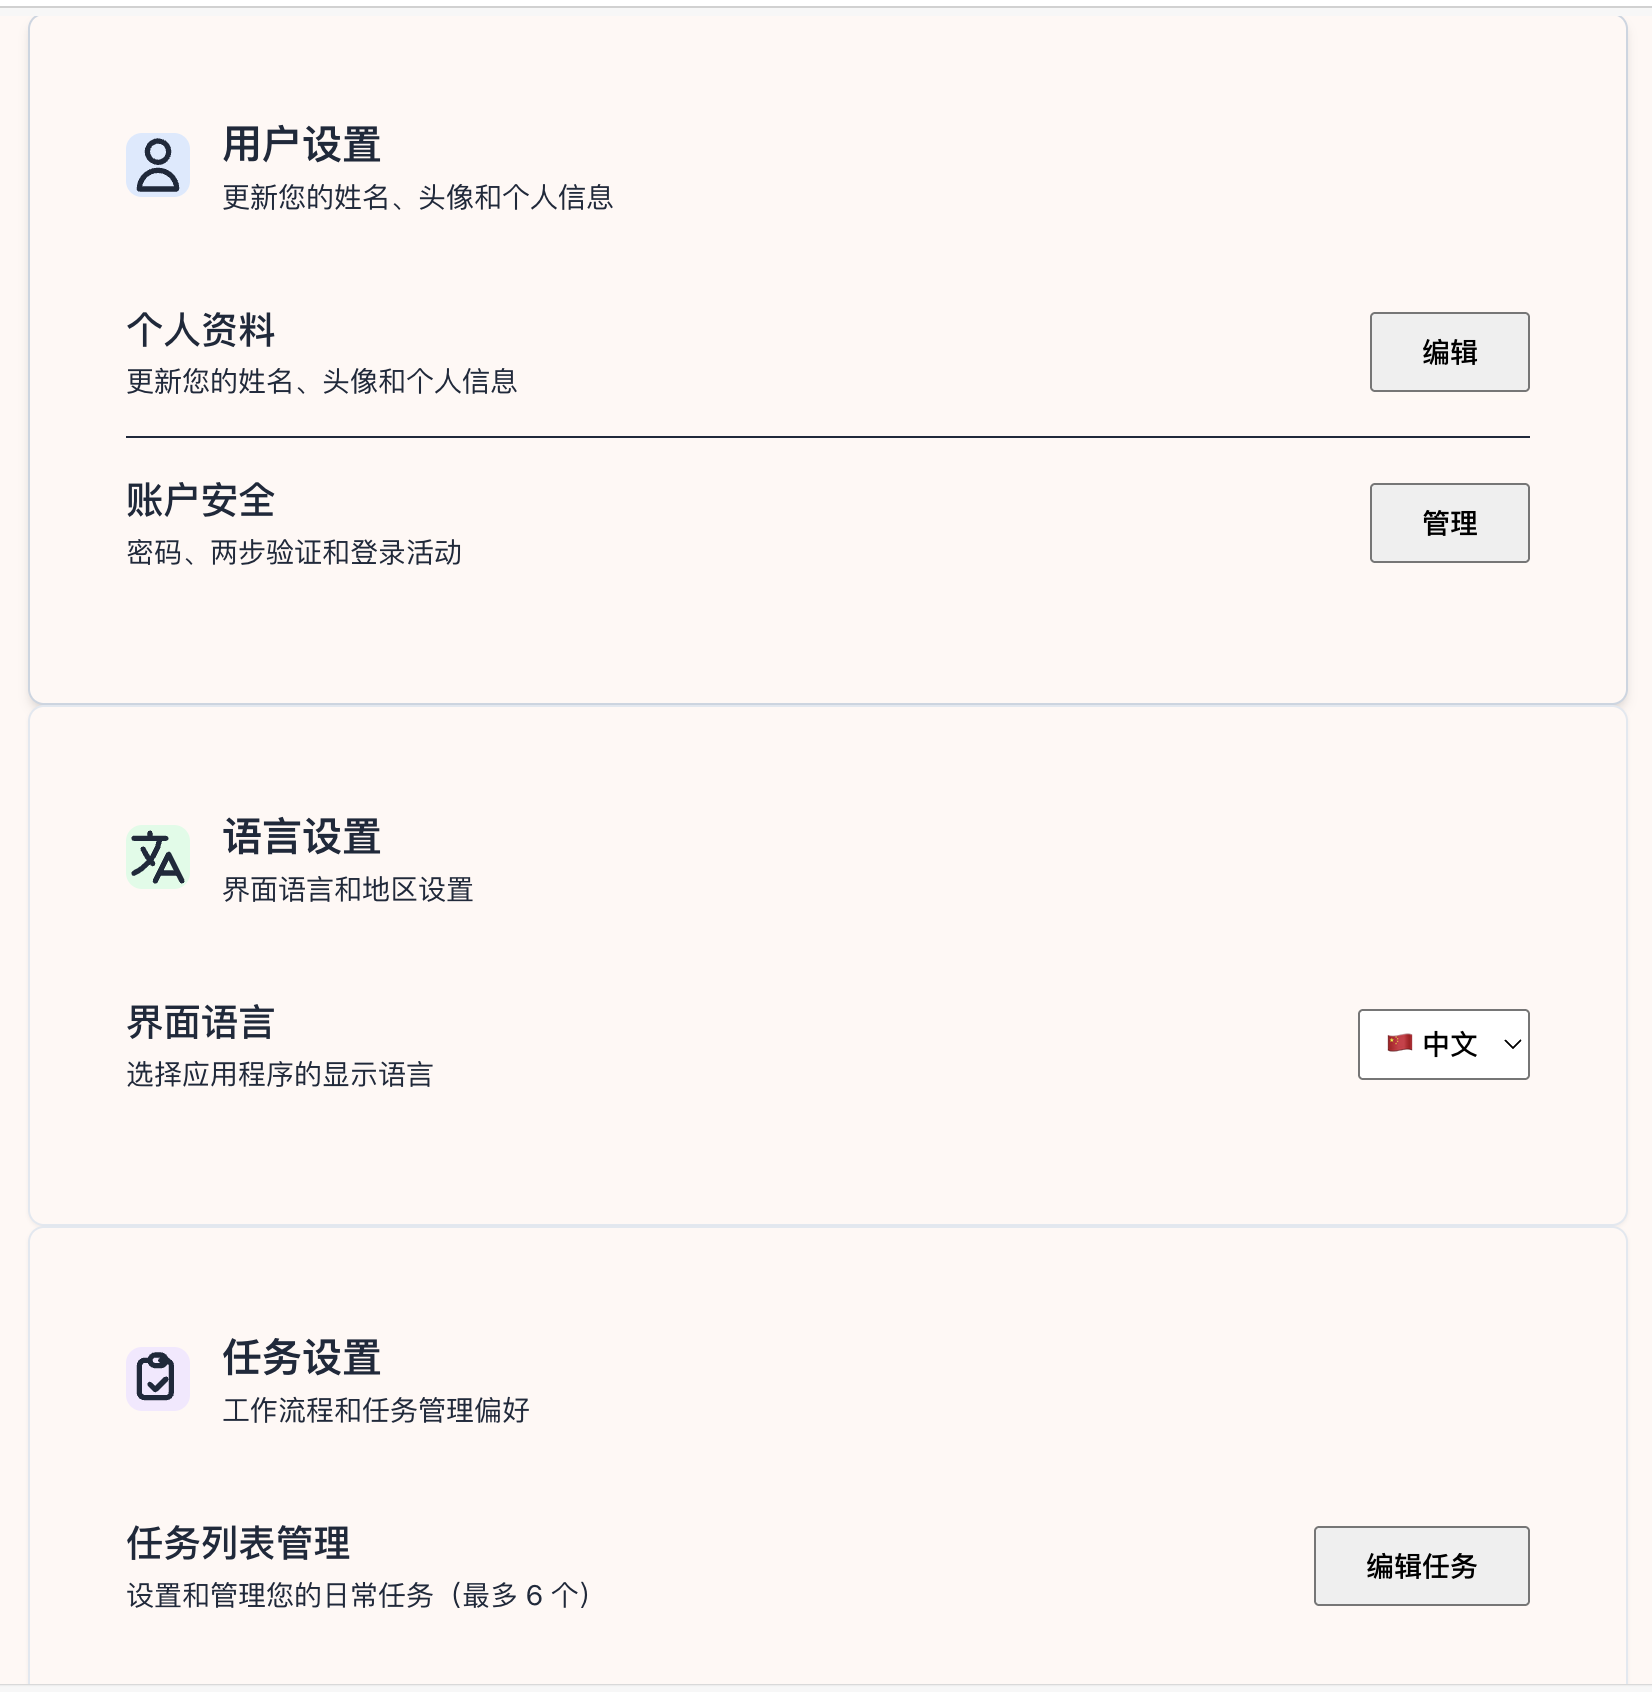 用户设置
更新您的姓名、头像和个人信息
个人资料
更新您的姓名、头像和个人信息
编辑
账户安全
密码、两步验证和登录活动
管理
语言设置
界面语言和地区设置
界面语言
选择应用程序的显示语言
🇨🇳 中文
任务设置
工作流程和任务管理偏好
任务列表管理
设置和管理您的日常任务（最多 6 个）
编辑任务